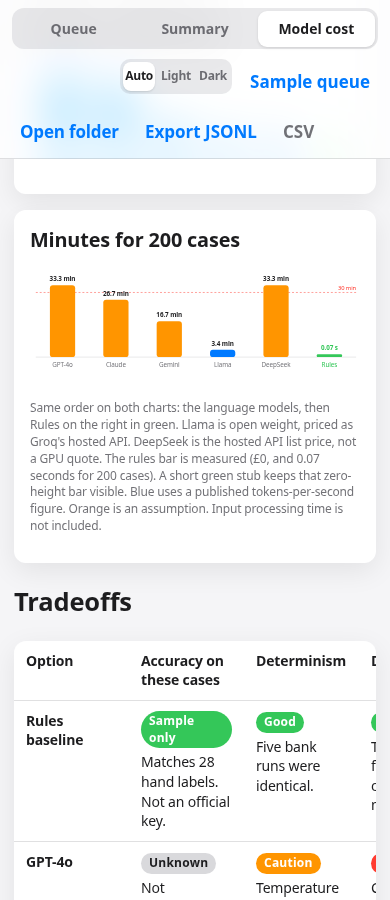 Queue Summary Model cost
Auto Light Dark Sample queue
Open folder Export JSONL CSV
Minutes for 200 cases
33.3 min 26.7 min 16.7 min 3.4 min 33.3 min 0.07 s
30 min
GPT-4o Claude Gemini Llama DeepSeek Rules
Same order on both charts: the language models, then
Rules on the right in green. Llama is open weight, priced as
Groq's hosted API. DeepSeek is the hosted API list price, not
a GPU quote. The rules bar is measured (£0, and 0.07
seconds for 200 cases). A short green stub keeps that zero-
height bar visible. Blue uses a published tokens-per-second
figure. Orange is an assumption. Input processing time is
not included.
Tradeoffs
Option Accuracy on Determinism
these cases
Rules
baseline
Sample
only
Matches 28
hand labels.
Not an official
key.
Good
Five bank
runs were
identical.
GPT-4o Unknown Caution
Not Temperature